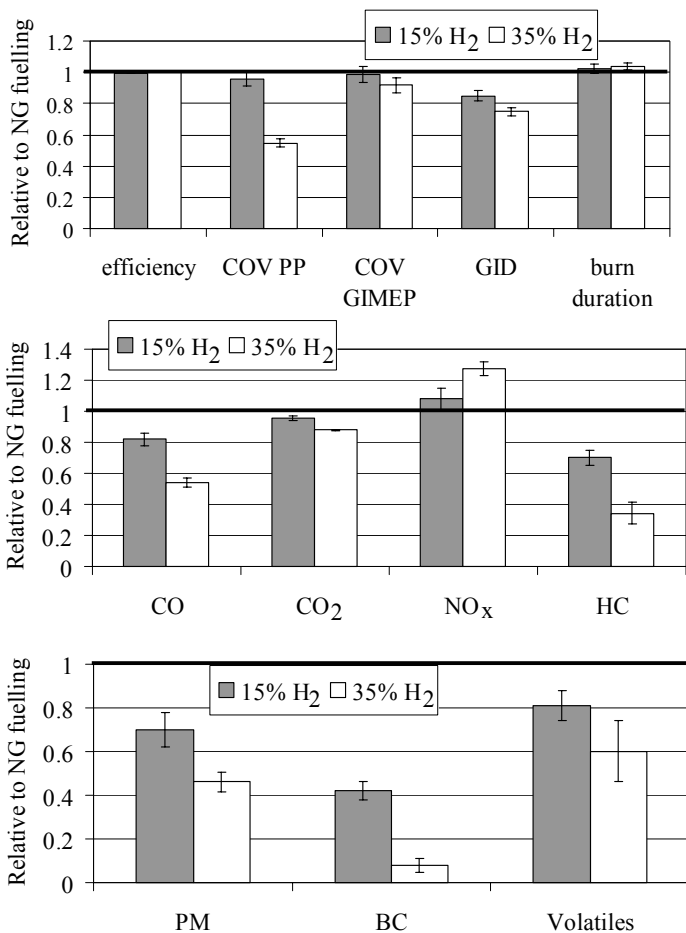 1.2
15% H2 35% H2
1
0.8
0.6
0.4
0.2
0
Relative to NG fuelling
efficiency COV PP COV GIMEP GID burn duration
1.4
15% H2 35% H2
1.2
1
0.8
0.6
0.4
0.2
0
Relative to NG fuelling
CO CO2 NOx HC
1
15% H2 35% H2
0.8
0.6
0.4
0.2
0
Relative to NG fuelling
PM BC Volatiles